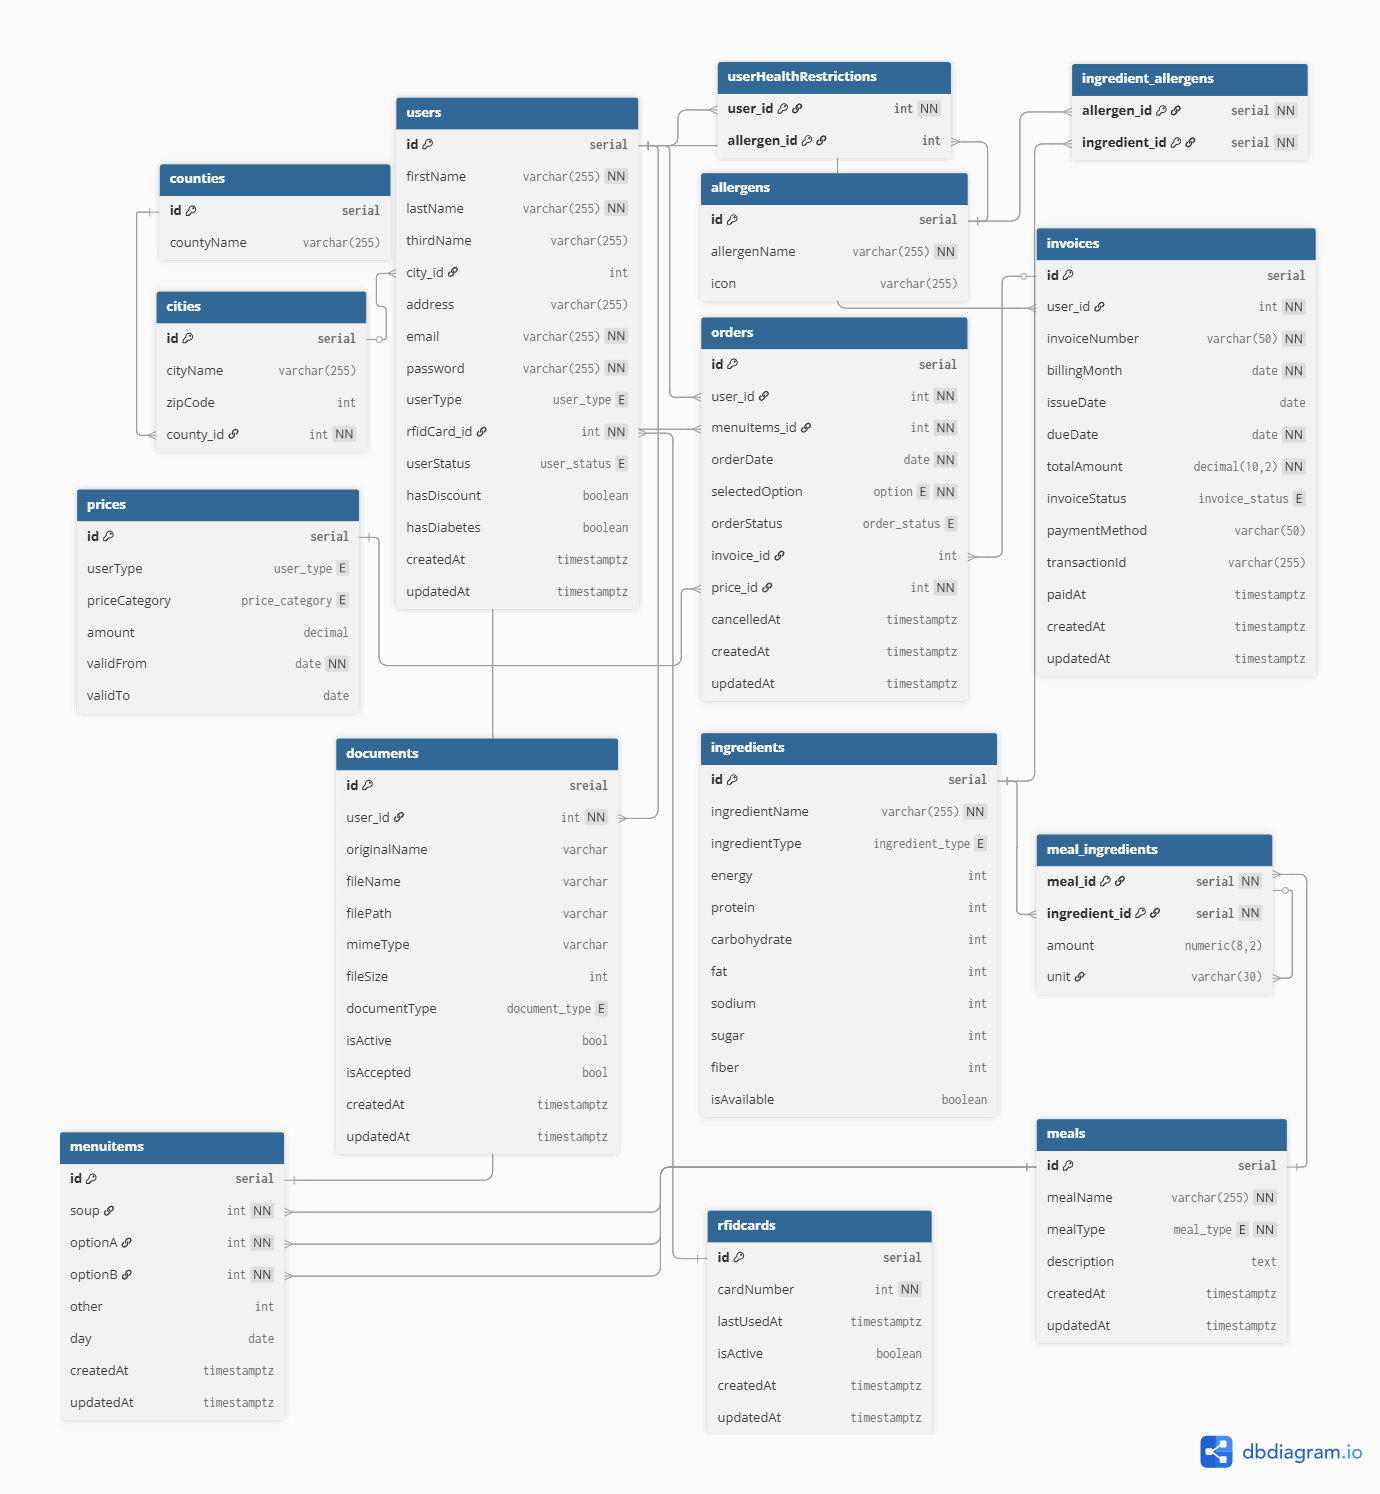 userHealthRestrictions
user_id int NN
allergen_id int
ingredient_allergens
allergen_id serial NN
ingredient_id serial NN
users
id serial
firstName varchar(255) NN
lastName varchar(255) NN
thirdName varchar(255)
city_id int
address varchar(255)
email varchar(255) NN
password varchar(255) NN
userType user_type E
rfidCard_id int NN
userStatus user_status E
hasDiscount boolean
hasDiabetes boolean
createdAt timestamptz
updatedAt timestamptz
counties
id serial
countyName varchar(255)
allergens
id serial
allergenName varchar(255) NN
icon varchar(255)
invoices
id serial
user_id int NN
invoiceNumber varchar(50) NN
billingMonth date NN
issueDate date
dueDate date NN
totalAmount decimal(10,2) NN
invoiceStatus invoice_status E
paymentMethod varchar(50)
transactionId varchar(255)
paidAt timestamptz
createdAt timestamptz
updatedAt timestamptz
cities
id serial
cityName varchar(255)
zipCode int
county_id int NN
orders
id serial
user_id int NN
menuItems_id int NN
orderDate date NN
selectedOption option E NN
orderStatus order_status E
invoice_id int
price_id int NN
cancelledAt timestamptz
createdAt timestamptz
updatedAt timestamptz
prices
id serial
userType user_type E
priceCategory price_category E
amount decimal
validFrom date NN
validTo date
documents
id sreial
user_id int NN
originalName varchar
fileName varchar
filePath varchar
mimeType varchar
fileSize int
documentType document_type E
isActive bool
isAccepted bool
createdAt timestamptz
updatedAt timestamptz
ingredients
id serial
ingredientName varchar(255) NN
ingredientType ingredient_type E
energy int
protein int
carbohydrate int
fat int
sodium int
sugar int
fiber int
isAvailable boolean
meal_ingredients
meal_id serial NN
ingredient_id serial NN
amount numeric(8,2)
unit varchar(30)
menuitems
id serial
soup int NN
optionA int NN
optionB int NN
other int
day date
createdAt timestamptz
updatedAt timestamptz
meals
id serial
mealName varchar(255) NN
mealType meal_type E NN
description text
createdAt timestamptz
updatedAt timestamptz
rfidcards
id serial
cardNumber int NN
lastUsedAt timestamptz
isActive boolean
createdAt timestamptz
updatedAt timestamptz
dbdiagram.io